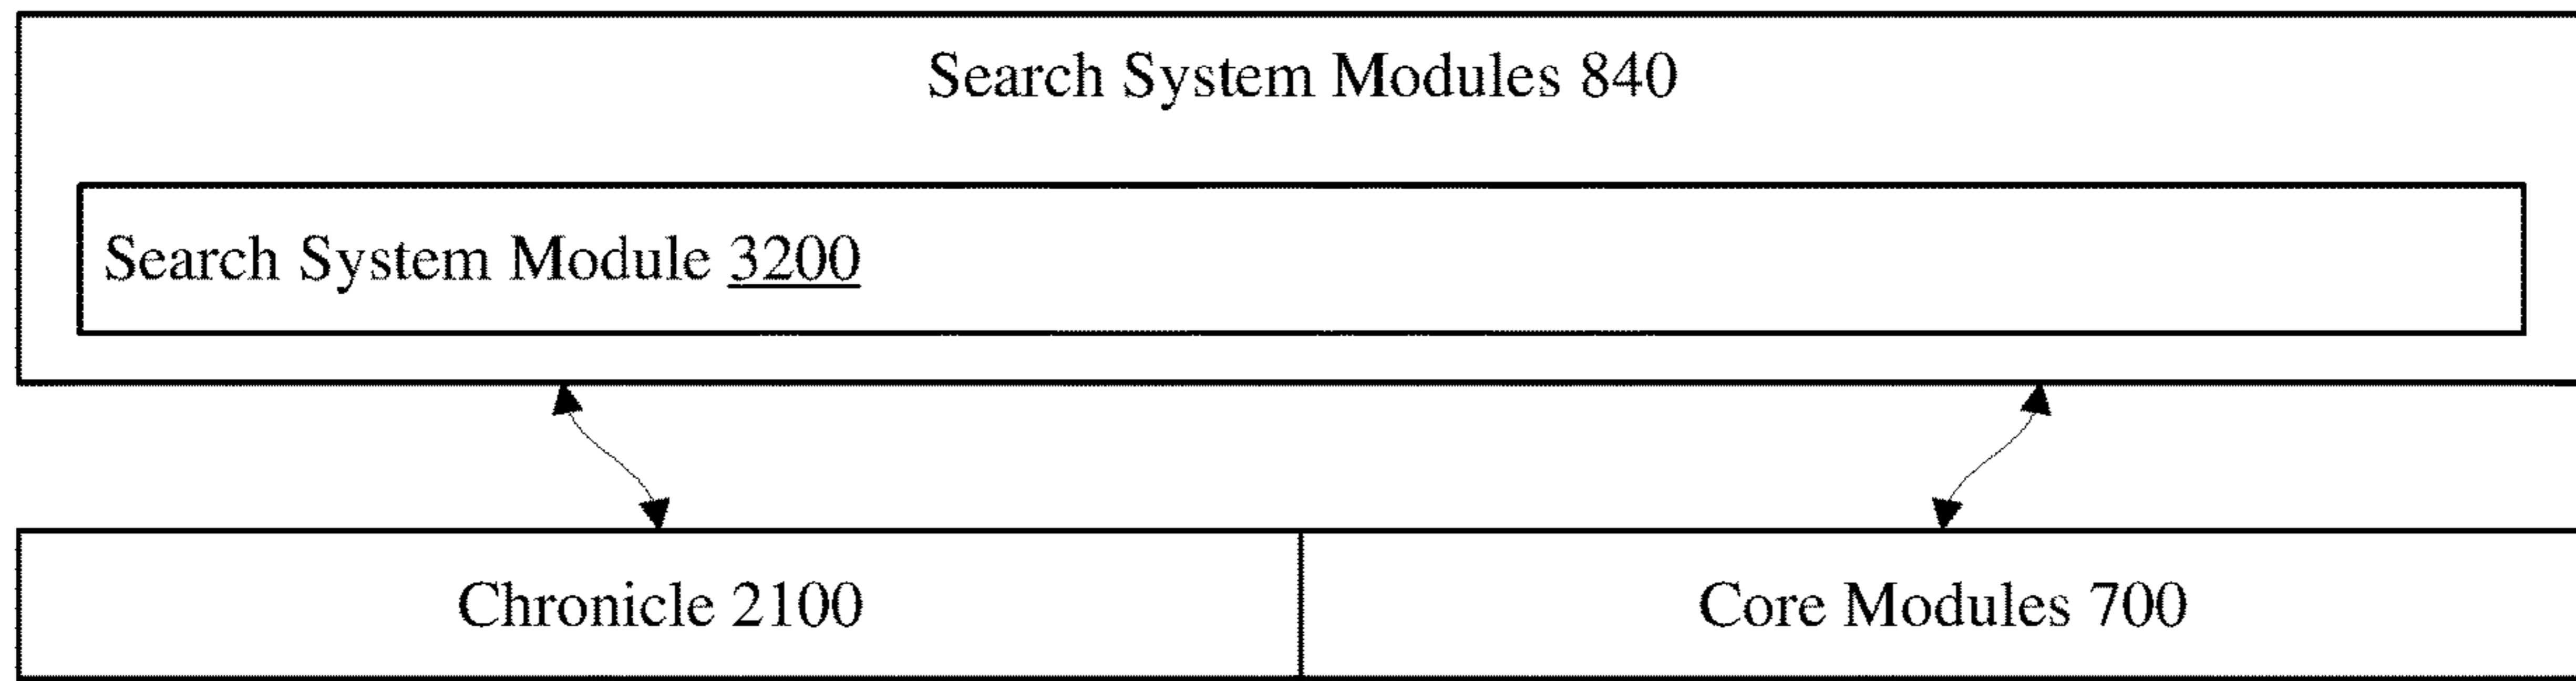 Search System Modules 840
Search System Module 3200
Chronicle 2100
Core Modules 700